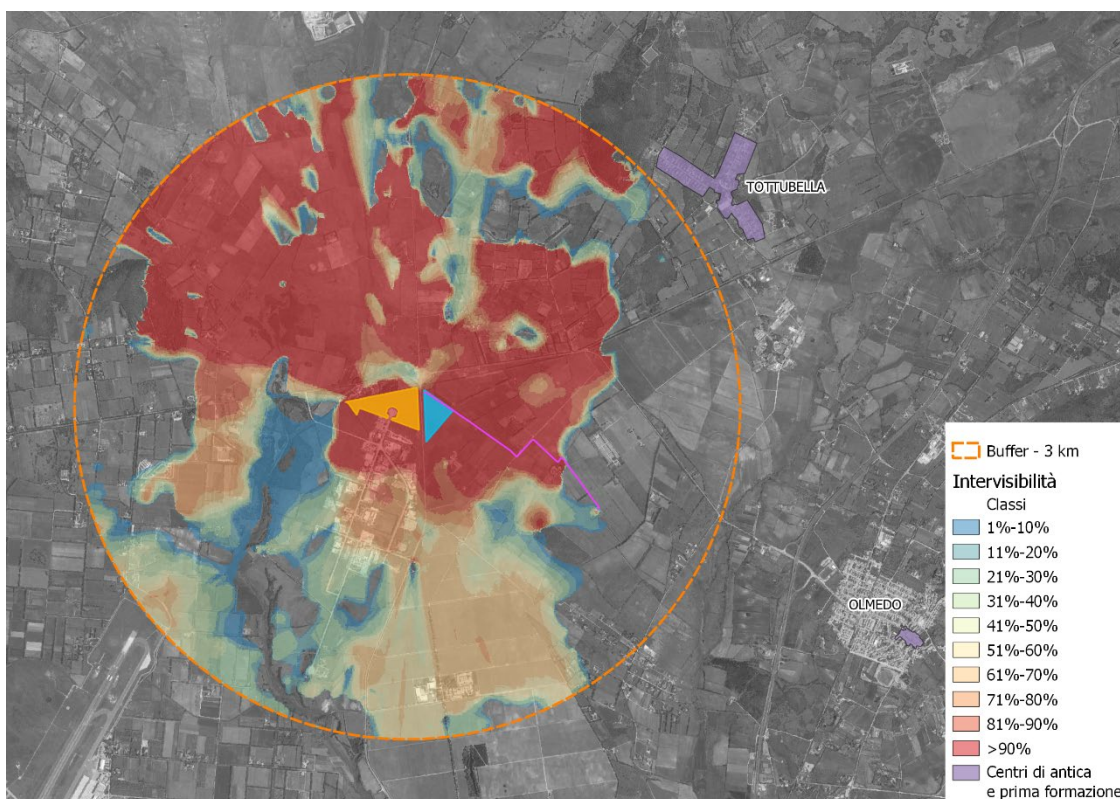 TOTTUBELLA
OLMEDO
Buffer - 3 km
Intervisibilità
Classi
1%-10%
11%-20%
21%-30%
31%-40%
41%-50%
51%-60%
61%-70%
71%-80%
81%-90%
>90%
Centri di antica
e prima formazione